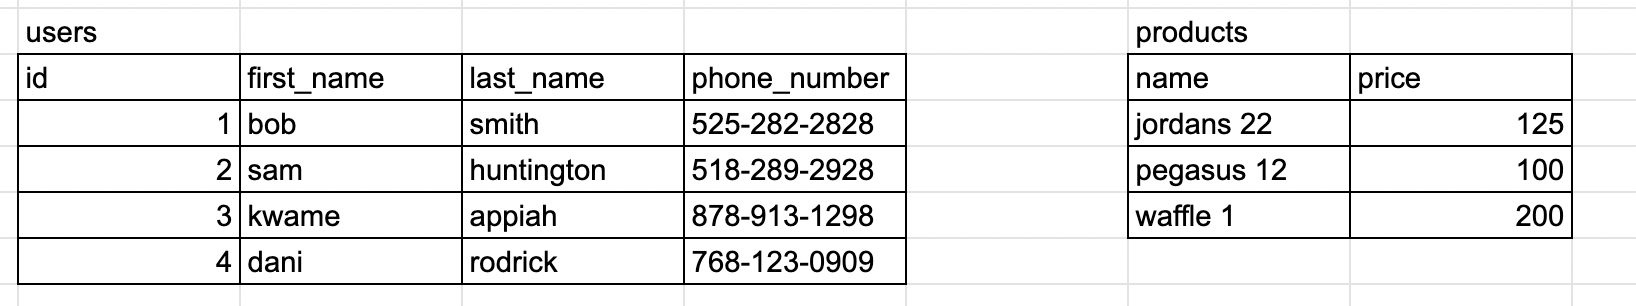 users products
id first_name last_name phone_number name price
1 bob smith 525-282-2828 jordans 22 125
2 sam huntington 518-289-2928 pegasus 12 100
3 kwame appiah 878-913-1298 waffle 1 200
4 dani rodrick 768-123-0909